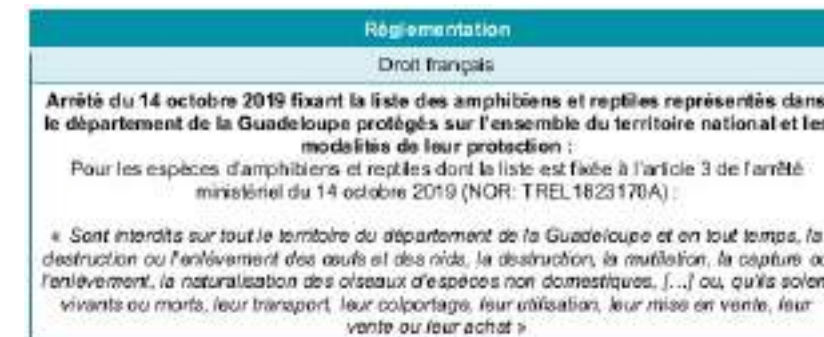 Réglementation
Droit français
Arrêté du 14 octobre 2019 fixant la liste des amphibiens et reptiles représentés dans
le département de la Guadeloupe protégés sur l'ensemble du territoire national et les
modalités de leur protection :
Pour les espèces d'amphibiens et reptiles dont la liste est fixée à l'article 3 de l'arrêté
ministériel du 14 octobre 2019 (NOR: TREL1823170A) :
« Sont interdits sur tout le territoire du département de la Guadeloupe et en tout temps, la
destruction ou l'enlèvement des œufs et des nids, la destruction, la mutilation, la capture ou
l'enlèvement, la naturalisation des oiseaux d'espèces non domestiques, [...] ou, qu'ils soient
vivants ou morts, leur transport, leur colportage, leur utilisation, leur mise en vente, leur
vente ou leur achat »